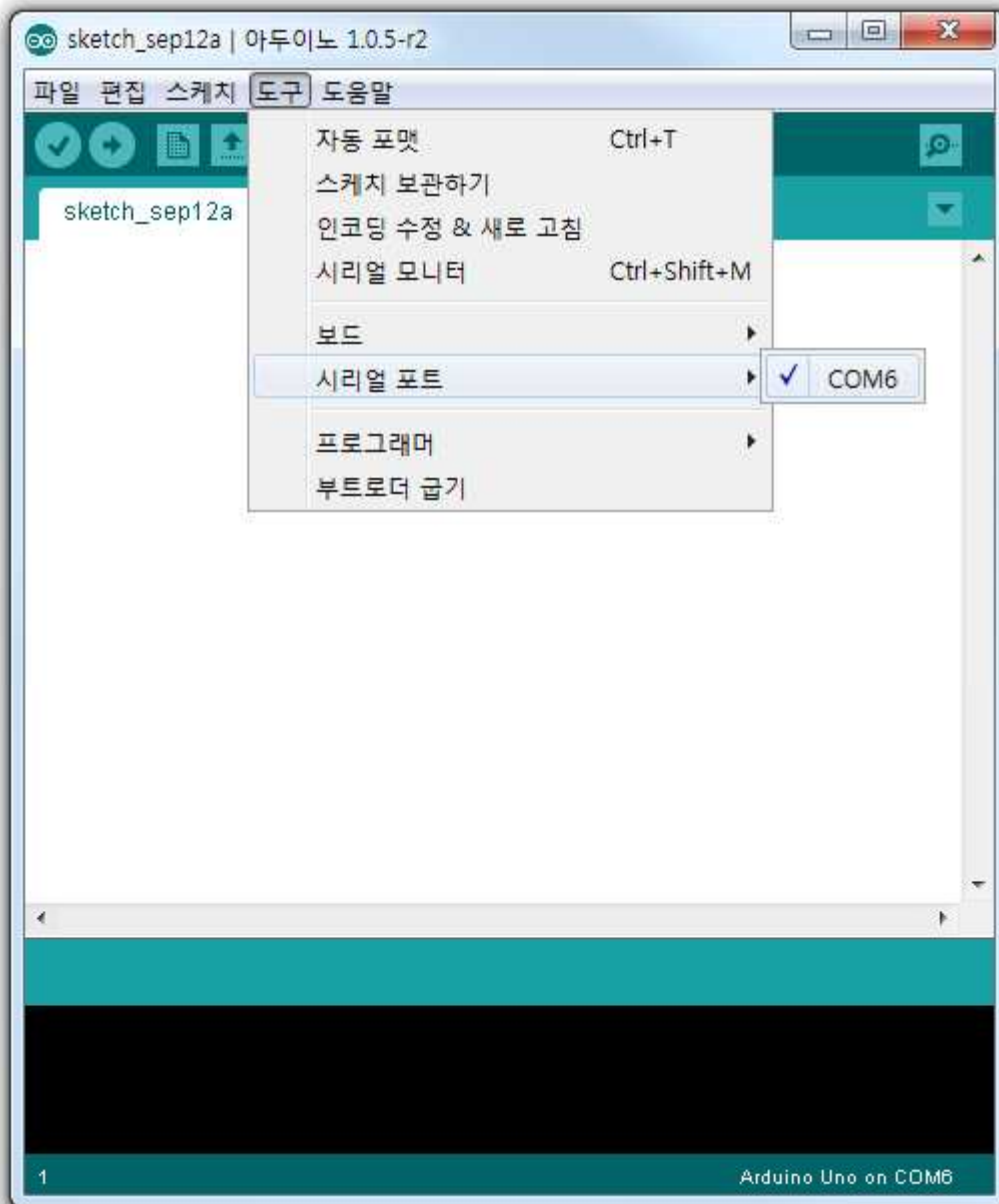 sketch_sep12a | 아두이노 1.0.5-r2
파일 편집 스케치 도구 도움말
자동 포맷 Ctrl+T
스케치 보관하기
sketch_sep12a
인코딩 수정 & 새로 고침
시리얼 모니터 Ctrl+Shift+M
보드
시리얼 포트
COM6
프로그래머
부트로더 굽기
1
Arduino Uno on COM6